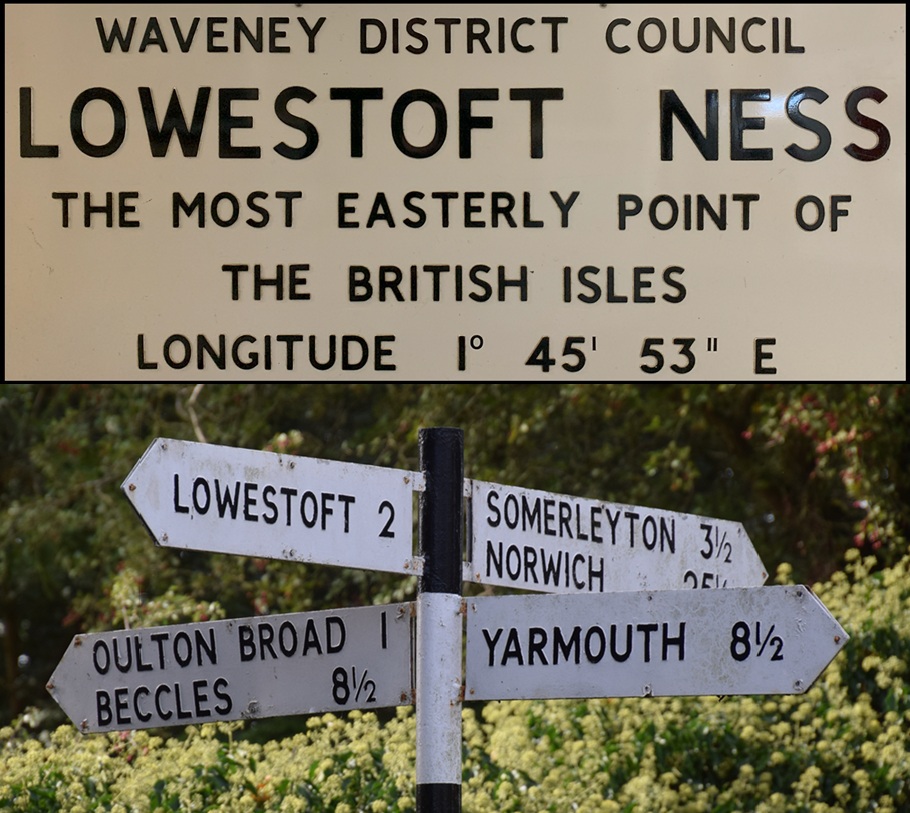 WAVENEY DISTRICT COUNCIL
LOWESTOFT NESS
THE MOST EASTERLY POINT OF
THE BRITISH ISLES
LONGITUDE 1° 45' 53" E
LOWESTOFT 2
SOMERLEYTON 3½
NORWICH
OULTON BROAD 1
BECCLES 8½
YARMOUTH 8½